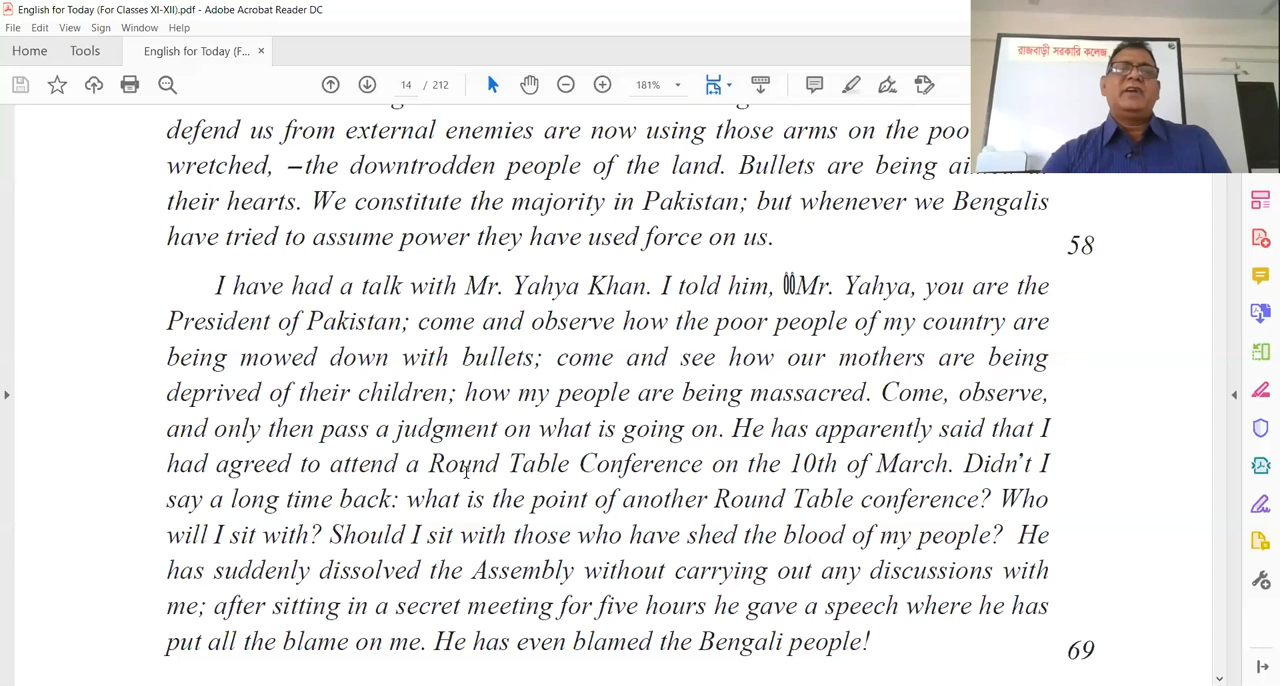 English for Today (For Classes XI-XII).pdf - Adobe Acrobat Reader DC
File Edit View Sign Window Help
Home Tools English for Today (F... ×
14 / 212 181%
রাজবাড়ী সরকারি কলেজ
defend us from external enemies are now using those arms on the poo
wretched, –the downtrodden people of the land. Bullets are being ai
their hearts. We constitute the majority in Pakistan; but whenever we Bengalis
have tried to assume power they have used force on us.
58
I have had a talk with Mr. Yahya Khan. I told him, ÔÔMr. Yahya, you are the
President of Pakistan; come and observe how the poor people of my country are
being mowed down with bullets; come and see how our mothers are being
deprived of their children; how my people are being massacred. Come, observe,
and only then pass a judgment on what is going on. He has apparently said that I
had agreed to attend a Round Table Conference on the 10th of March. Didn't I
say a long time back: what is the point of another Round Table conference? Who
will I sit with? Should I sit with those who have shed the blood of my people? He
has suddenly dissolved the Assembly without carrying out any discussions with
me; after sitting in a secret meeting for five hours he gave a speech where he has
put all the blame on me. He has even blamed the Bengali people!
69